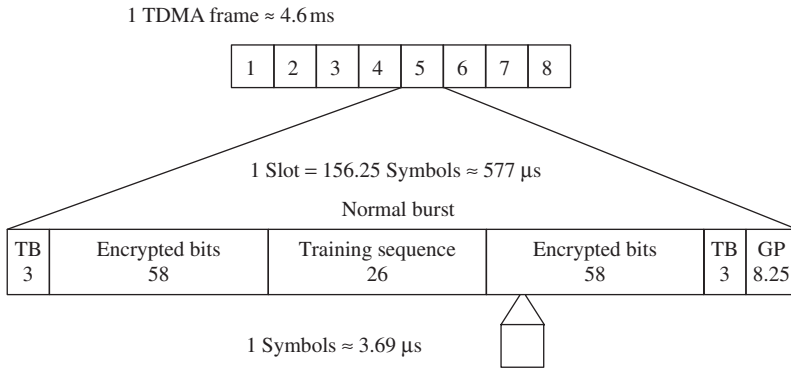 1 TDMA frame ≈ 4.6 ms
1 2 3 4 5 6 7 8
1 Slot = 156.25 Symbols ≈ 577 μs
Normal burst
TB Encrypted bits Training sequence Encrypted bits TB GP
3 58 26 58 3 8.25
1 Symbols ≈ 3.69 μs